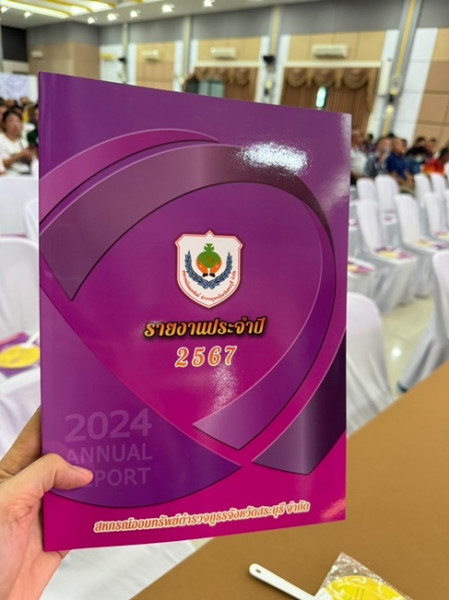 รายงานประจำปี
2567
2024
ANNUAL
REPORT
สหกรณ์ออมทรัพย์ตำรวจภูธรจังหวัดสระบุรี จำกัด